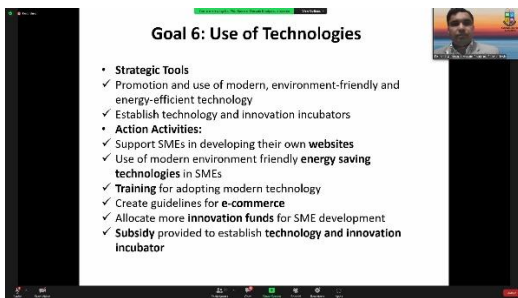 Goal 6: Use of Technologies
• Strategic Tools
✓ Promotion and use of modern, environment-friendly and
energy-efficient technology
✓ Establish technology and innovation incubators
• Action Activities:
✓ Support SMEs in developing their own websites
✓ Use of modern environment friendly energy saving
technologies in SMEs
✓ Training for adopting modern technology
✓ Create guidelines for e-commerce
✓ Allocate more innovation funds for SME development
✓ Subsidy provided to establish technology and innovation
incubator